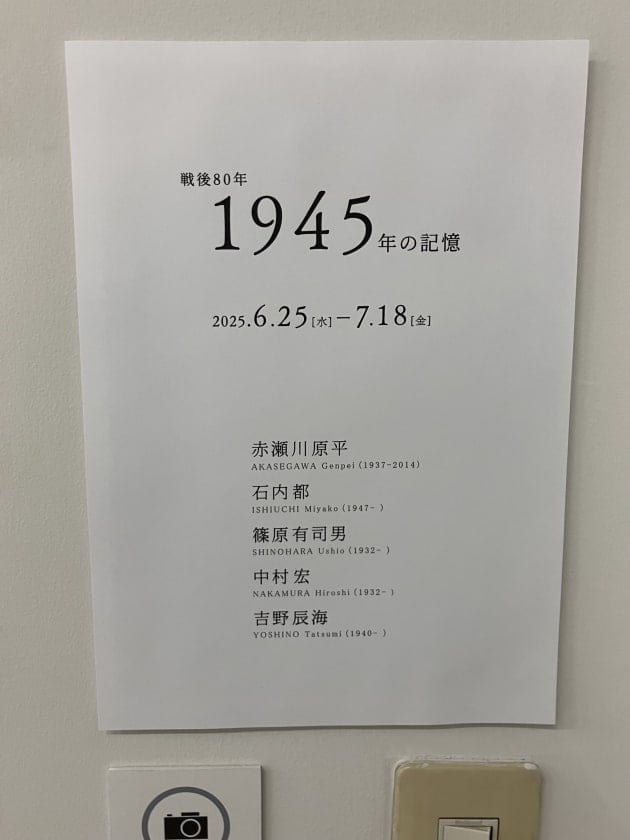 戦後80年
1945年の記憶
2025.6.25[水]－7.18[金]
赤瀬川原平
AKASEGAWA Genpei（1937-2014）
石内都
ISHIUCHI Miyako（1947- ）
篠原有司男
SHINOHARA Ushio（1932- ）
中村宏
NAKAMURA Hiroshi（1932- ）
吉野辰海
YOSHINO Tatsumi（1940- ）